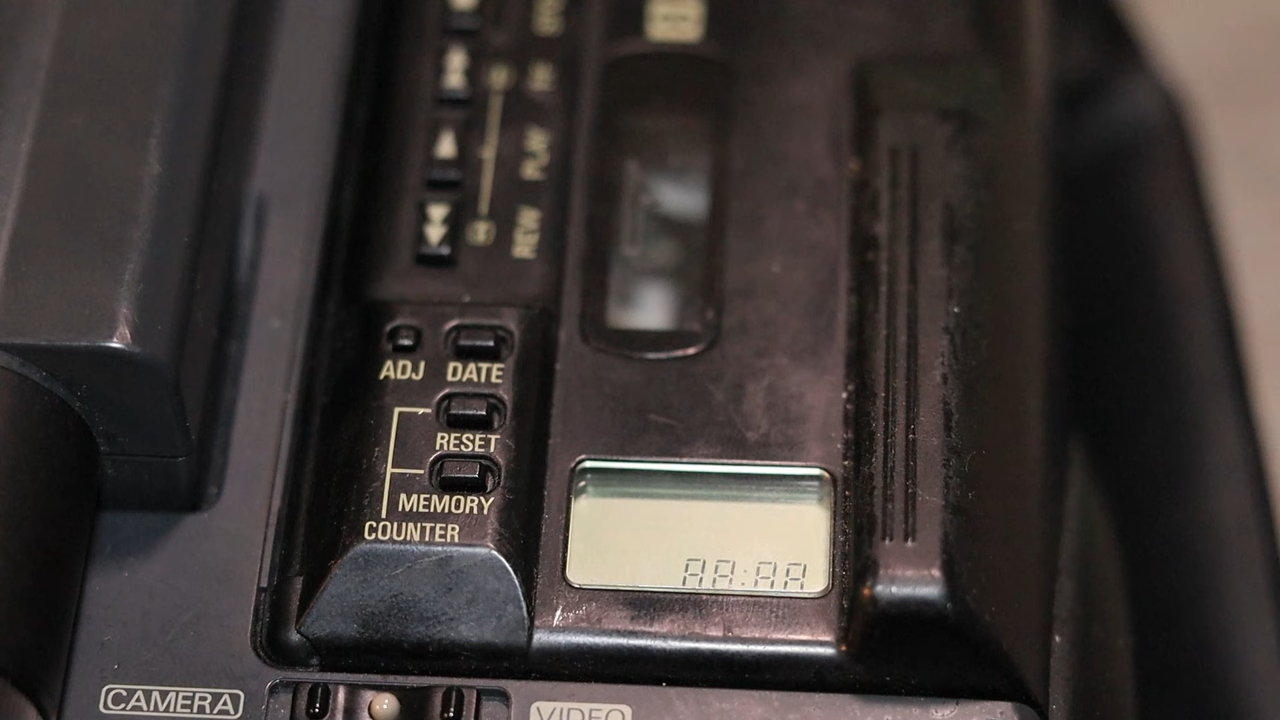 PLAY
REW
ADJ DATE
RESET
MEMORY
COUNTER
CAMERA
VIDEO